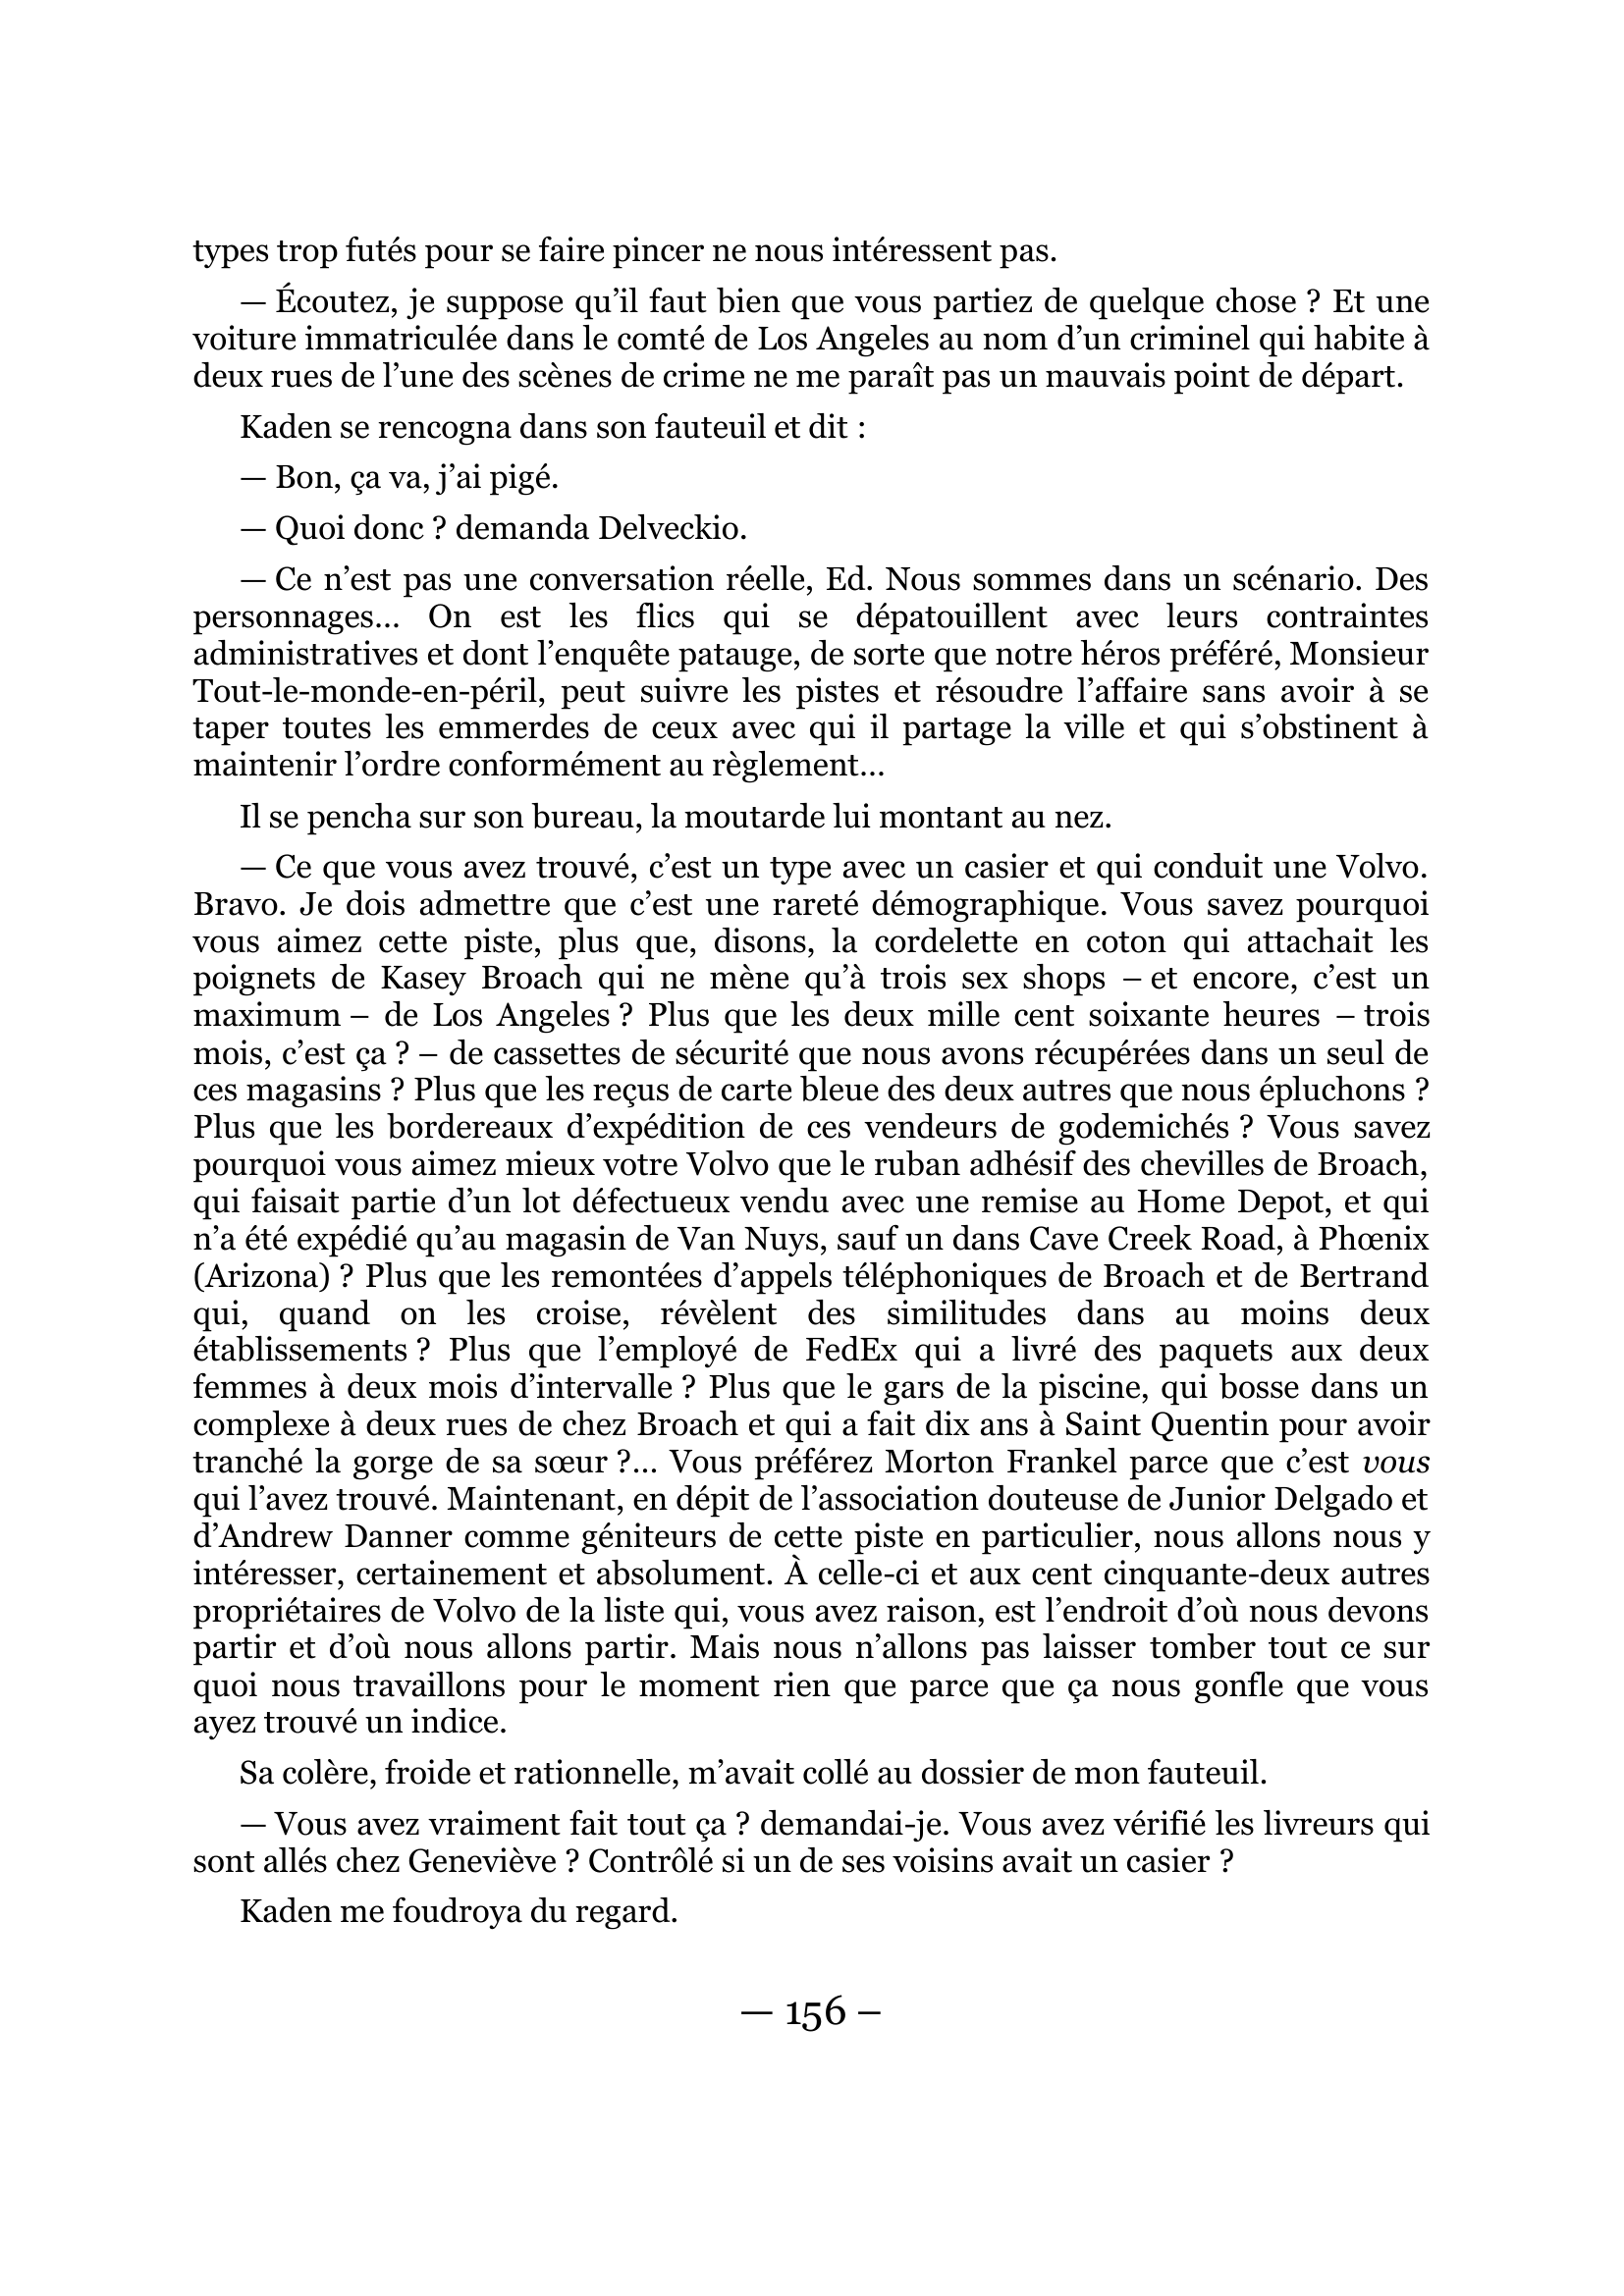 types trop futés pour se faire pincer ne nous intéressent pas.
— Écoutez, je suppose qu’il faut bien que vous partiez de quelque chose ? Et une
voiture immatriculée dans le comté de Los Angeles au nom d’un criminel qui habite à
deux rues de l’une des scènes de crime ne me paraît pas un mauvais point de départ.
Kaden se rencogna dans son fauteuil et dit :
— Bon, ça va, j’ai pigé.
— Quoi donc ? demanda Delveckio.
— Ce n’est pas une conversation réelle, Ed. Nous sommes dans un scénario. Des
personnages… On est les flics qui se dépatouillent avec leurs contraintes
administratives et dont l’enquête patauge, de sorte que notre héros préféré, Monsieur
Tout-le-monde-en-péril, peut suivre les pistes et résoudre l’affaire sans avoir à se
taper toutes les emmerdes de ceux avec qui il partage la ville et qui s’obstinent à
maintenir l’ordre conformément au règlement…
Il se pencha sur son bureau, la moutarde lui montant au nez.
— Ce que vous avez trouvé, c’est un type avec un casier et qui conduit une Volvo.
Bravo. Je dois admettre que c’est une rareté démographique. Vous savez pourquoi
vous aimez cette piste, plus que, disons, la cordelette en coton qui attachait les
poignets de Kasey Broach qui ne mène qu’à trois sex shops – et encore, c’est un
maximum – de Los Angeles ? Plus que les deux mille cent soixante heures – trois
mois, c’est ça ? – de cassettes de sécurité que nous avons récupérées dans un seul de
ces magasins ? Plus que les reçus de carte bleue des deux autres que nous épluchons ?
Plus que les bordereaux d’expédition de ces vendeurs de godemichés ? Vous savez
pourquoi vous aimez mieux votre Volvo que le ruban adhésif des chevilles de Broach,
qui faisait partie d’un lot défectueux vendu avec une remise au Home Depot, et qui
n’a été expédié qu’au magasin de Van Nuys, sauf un dans Cave Creek Road, à Phœnix
(Arizona) ? Plus que les remontées d’appels téléphoniques de Broach et de Bertrand
qui, quand on les croise, révèlent des similitudes dans au moins deux
établissements ? Plus que l’employé de FedEx qui a livré des paquets aux deux
femmes à deux mois d’intervalle ? Plus que le gars de la piscine, qui bosse dans un
complexe à deux rues de chez Broach et qui a fait dix ans à Saint Quentin pour avoir
tranché la gorge de sa sœur ?… Vous préférez Morton Frankel parce que c’est vous
qui l’avez trouvé. Maintenant, en dépit de l’association douteuse de Junior Delgado et
d’Andrew Danner comme géniteurs de cette piste en particulier, nous allons nous y
intéresser, certainement et absolument. À celle-ci et aux cent cinquante-deux autres
propriétaires de Volvo de la liste qui, vous avez raison, est l’endroit d’où nous devons
partir et d’où nous allons partir. Mais nous n’allons pas laisser tomber tout ce sur
quoi nous travaillons pour le moment rien que parce que ça nous gonfle que vous
ayez trouvé un indice.
Sa colère, froide et rationnelle, m’avait collé au dossier de mon fauteuil.
— Vous avez vraiment fait tout ça ? demandai-je. Vous avez vérifié les livreurs qui
sont allés chez Geneviève ? Contrôlé si un de ses voisins avait un casier ?
Kaden me foudroya du regard.
— 156 –